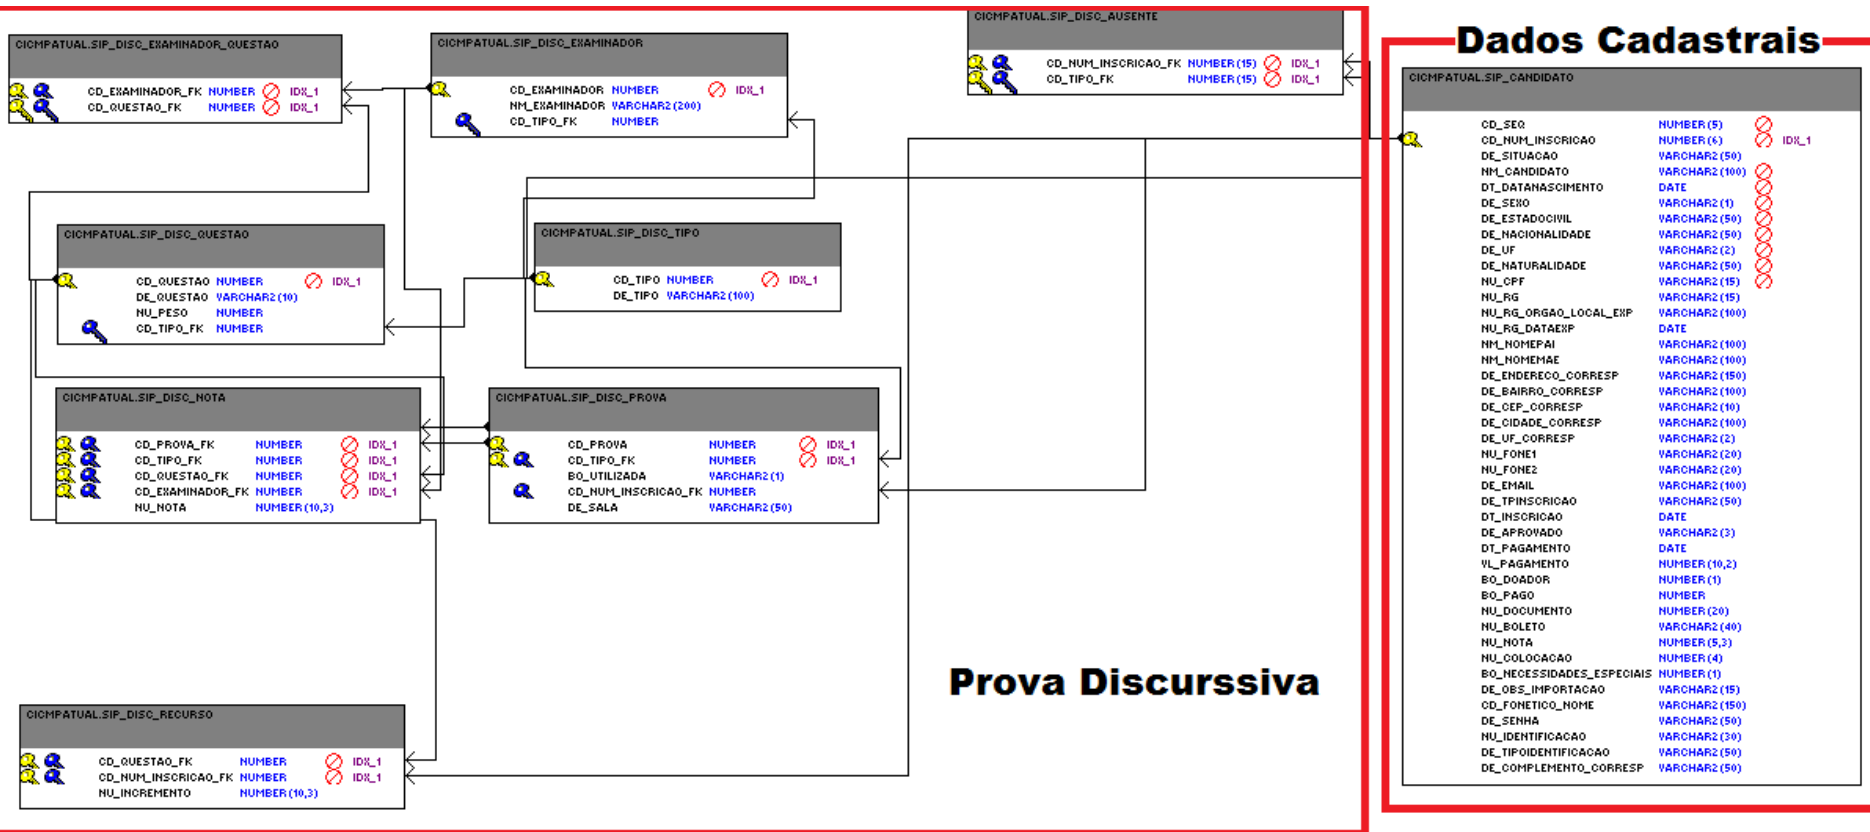 CICMPATUAL.SIP_DISC_EXAMINADOR_QUESTAO
CD_EXAMINADOR_FK NUMBER IDX_1
CD_QUESTAO_FK NUMBER IDX_1
CICMPATUAL.SIP_DISC_EXAMINADOR
CD_EXAMINADOR NUMBER IDX_1
NM_EXAMINADOR VARCHAR2(200)
CD_TIPO_FK NUMBER
CICMPATUAL.SIP_DISC_AUSENTE
CD_NUM_INSCRICAO_FK NUMBER(15) IDX_1
CD_TIPO_FK NUMBER(15) IDX_1
CICMPATUAL.SIP_DISC_QUESTAO
CD_QUESTAO NUMBER IDX_1
DE_QUESTAO VARCHAR2(10)
NU_PESO NUMBER
CD_TIPO_FK NUMBER
CICMPATUAL.SIP_DISC_TIPO
CD_TIPO NUMBER IDX_1
DE_TIPO VARCHAR2(100)
CICMPATUAL.SIP_DISC_NOTA
CD_PROVA_FK NUMBER IDX_1
CD_TIPO_FK NUMBER IDX_1
CD_QUESTAO_FK NUMBER IDX_1
CD_EXAMINADOR_FK NUMBER IDX_1
NU_NOTA NUMBER(10,3)
CICMPATUAL.SIP_DISC_PROVA
CD_PROVA NUMBER IDX_1
CD_TIPO_FK NUMBER IDX_1
BO_UTILIZADA VARCHAR2(1)
CD_NUM_INSCRICAO_FK NUMBER
DE_SALA VARCHAR2(50)
CICMPATUAL.SIP_DISC_RECURSO
CD_QUESTAO_FK NUMBER IDX_1
CD_NUM_INSCRICAO_FK NUMBER IDX_1
NU_INCREMENTO NUMBER(10,3)
Prova Discurssiva
Dados Cadastrais
CICMPATUAL.SIP_CANDIDATO
CD_SEQ NUMBER(5)
CD_NUM_INSCRICAO NUMBER(6) IDX_1
DE_SITUACAO VARCHAR2(50)
NM_CANDIDATO VARCHAR2(100)
DT_DATANASCIMENTO DATE
DE_SEXO VARCHAR2(1)
DE_ESTADOCIVIL VARCHAR2(50)
DE_NACIONALIDADE VARCHAR2(50)
DE_UF VARCHAR2(2)
DE_NATURALIDADE VARCHAR2(50)
NU_CPF VARCHAR2(15)
NU_RG VARCHAR2(15)
NU_RG_ORGAO_LOCAL_EXP VARCHAR2(100)
NU_RG_DATAEXP DATE
NM_NOMEPAI VARCHAR2(100)
NM_NOMEMAE VARCHAR2(100)
DE_ENDERECO_CORRESP VARCHAR2(150)
DE_BAIRRO_CORRESP VARCHAR2(100)
DE_CEP_CORRESP VARCHAR2(10)
DE_CIDADE_CORRESP VARCHAR2(100)
DE_UF_CORRESP VARCHAR2(2)
NU_FONE1 VARCHAR2(20)
NU_FONE2 VARCHAR2(20)
DE_EMAIL VARCHAR2(100)
DE_TPINSCRICAO VARCHAR2(50)
DT_INSCRICAO DATE
DE_APROVADO VARCHAR2(3)
DT_PAGAMENTO DATE
VL_PAGAMENTO NUMBER(10,2)
BO_DOADOR NUMBER(1)
BO_PAGO NUMBER
NU_DOCUMENTO NUMBER(20)
NU_BOLETO VARCHAR2(40)
NU_NOTA NUMBER(5,3)
NU_COLOCACAO NUMBER(4)
BO_NECESSIDADES_ESPECIAIS NUMBER(1)
DE_OBS_IMPORTACAO VARCHAR2(15)
CD_FONETICO_NOME VARCHAR2(150)
DE_SENHA VARCHAR2(50)
NU_IDENTIFICACAO VARCHAR2(30)
DE_TIPOIDENTIFICACAO VARCHAR2(50)
DE_COMPLEMENTO_CORRESP VARCHAR2(50)